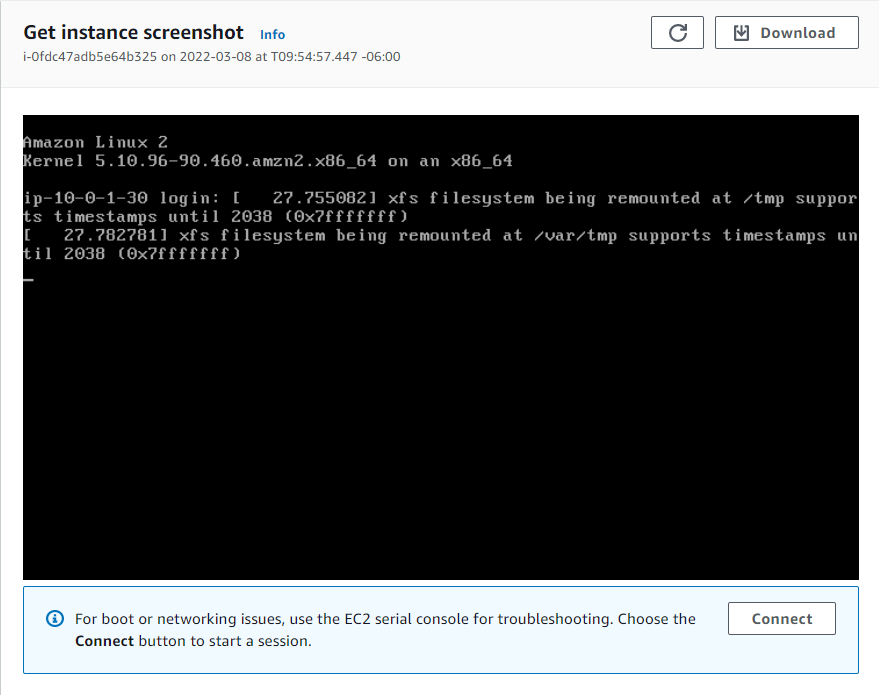 Get instance screenshot Info
i-0fdc47adb5e64b325 on 2022-03-08 at T09:54:57.447 -06:00
Download
Amazon Linux 2
Kernel 5.10.96-90.460.amzn2.x86_64 on an x86_64
ip-10-0-1-30 login: [   27.755082] xfs filesystem being remounted at /tmp suppor
ts timestamps until 2038 (0x7fffffff)
[   27.782781] xfs filesystem being remounted at /var/tmp supports timestamps un
til 2038 (0x7fffffff)
For boot or networking issues, use the EC2 serial console for troubleshooting. Choose the
Connect button to start a session.
Connect